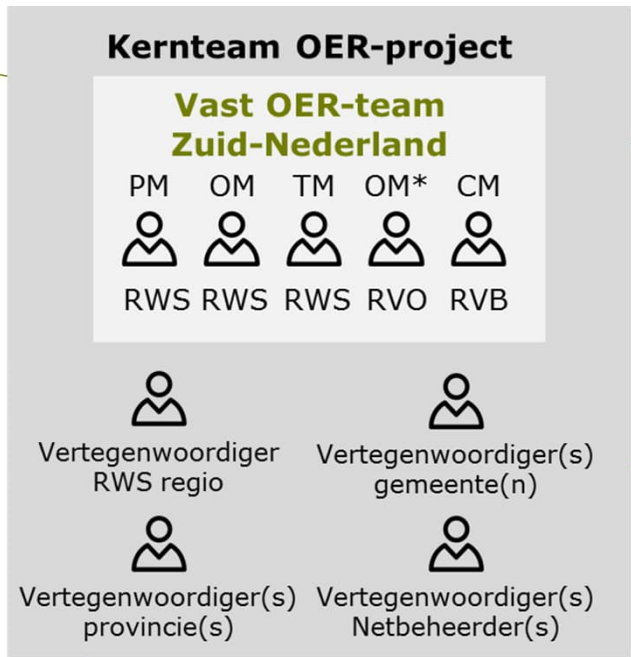 Kernteam OER-project
Vast OER-team
Zuid-Nederland
PM OM TM OM* CM
RWS RWS RWS RVO RVB
Vertegenwoordiger
RWS regio
Vertegenwoordiger(s)
gemeente(n)
Vertegenwoordiger(s)
provincie(s)
Vertegenwoordiger(s)
Netbeheerder(s)